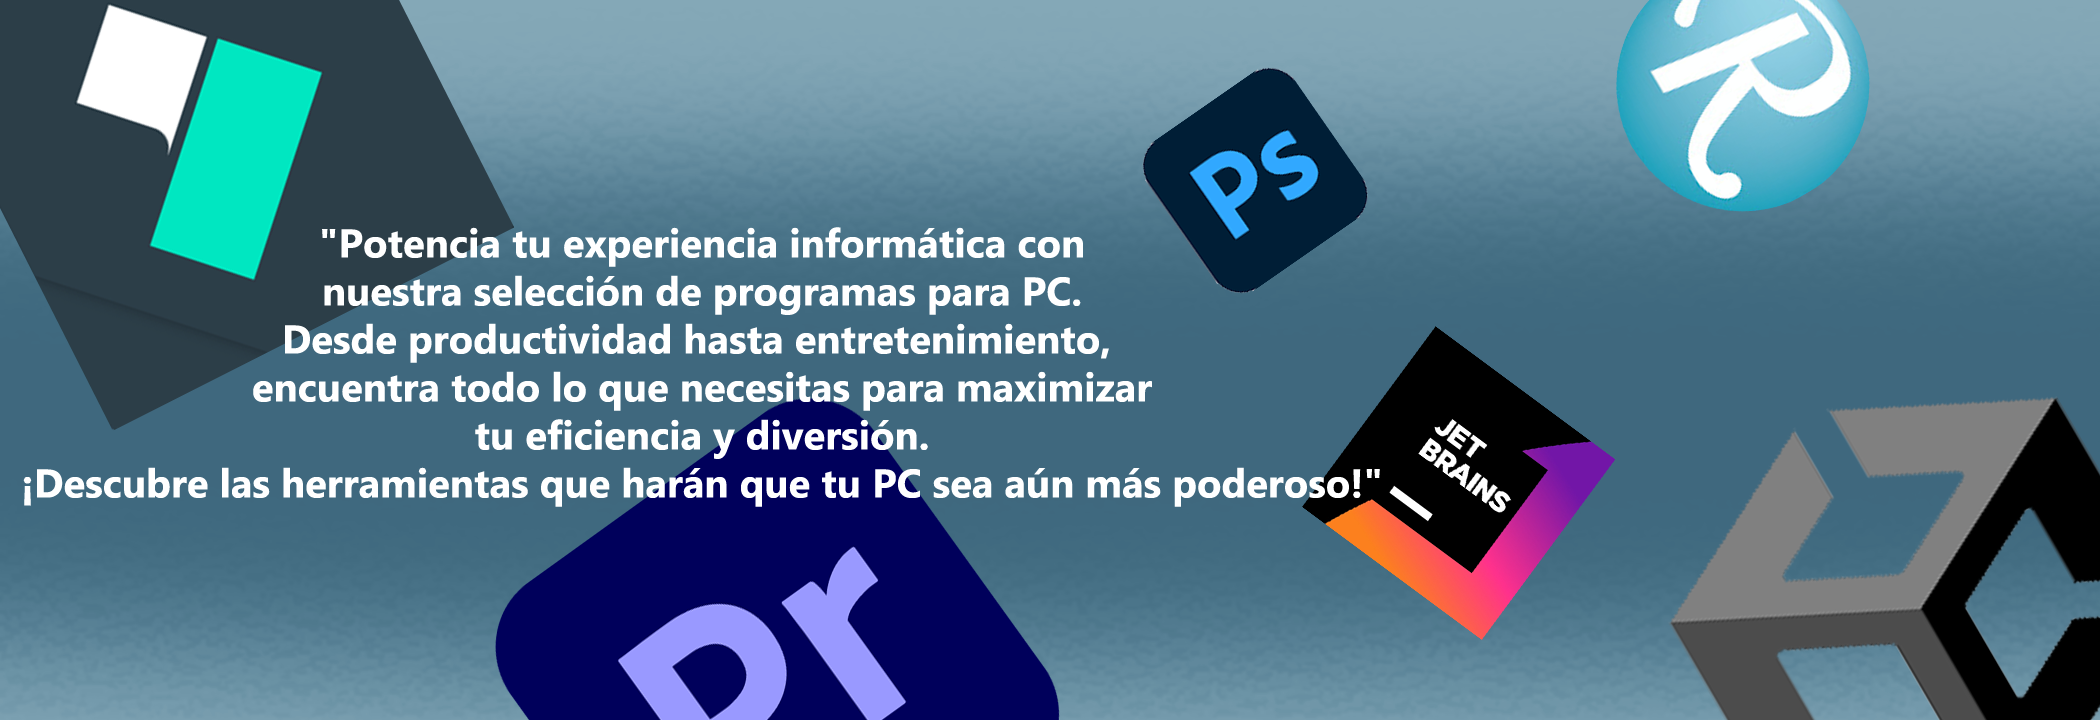 "Potencia tu experiencia informática con
nuestra selección de programas para PC.
Desde productividad hasta entretenimiento,
encuentra todo lo que necesitas para maximizar
tu eficiencia y diversión.
¡Descubre las herramientas que harán que tu PC sea aún más poderoso!"
Ps
R
JET
BRAINS
Pr